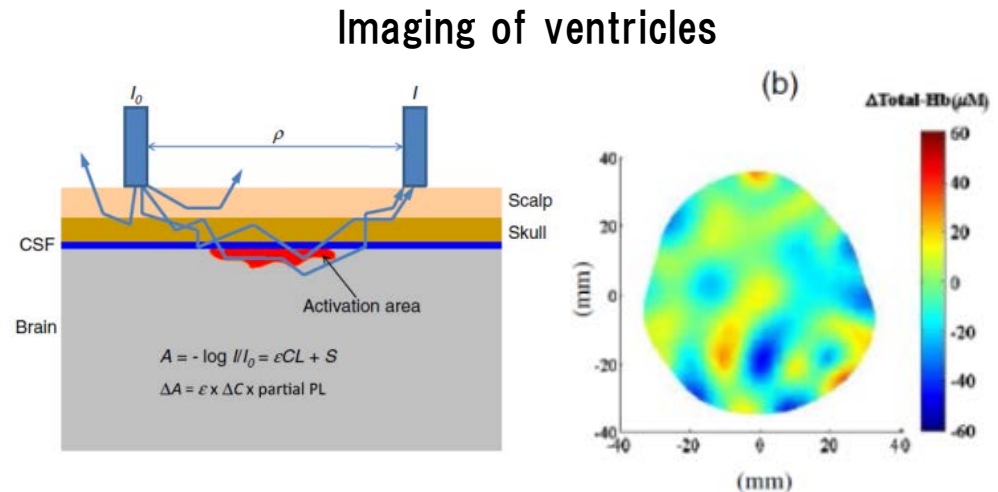 Imaging of ventricles
I₀
I
ρ
Scalp
Skull
CSF
Activation area
Brain
A = - log I/I₀ = εCL + S
ΔA = ε x ΔC x partial PL
(b)
ΔTotal-Hb(μM)
60
40
20
0
-20
-40
-60
(mm)
40
20
0
-20
-40
-40
-20
0
20
40
(mm)